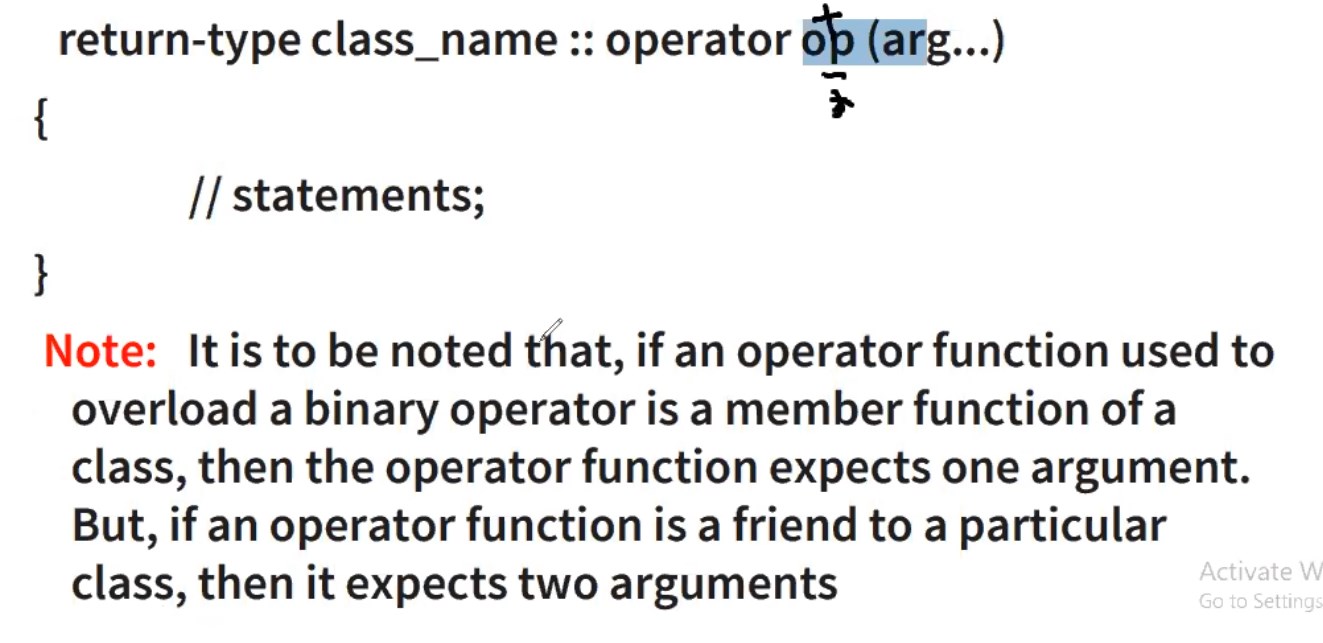 +
return-type class_name :: operator op (arg...)
-
*
{
// statements;
}
Note: It is to be noted that, if an operator function used to
overload a binary operator is a member function of a
class, then the operator function expects one argument.
But, if an operator function is a friend to a particular
class, then it expects two arguments
Activate W
Go to Settings